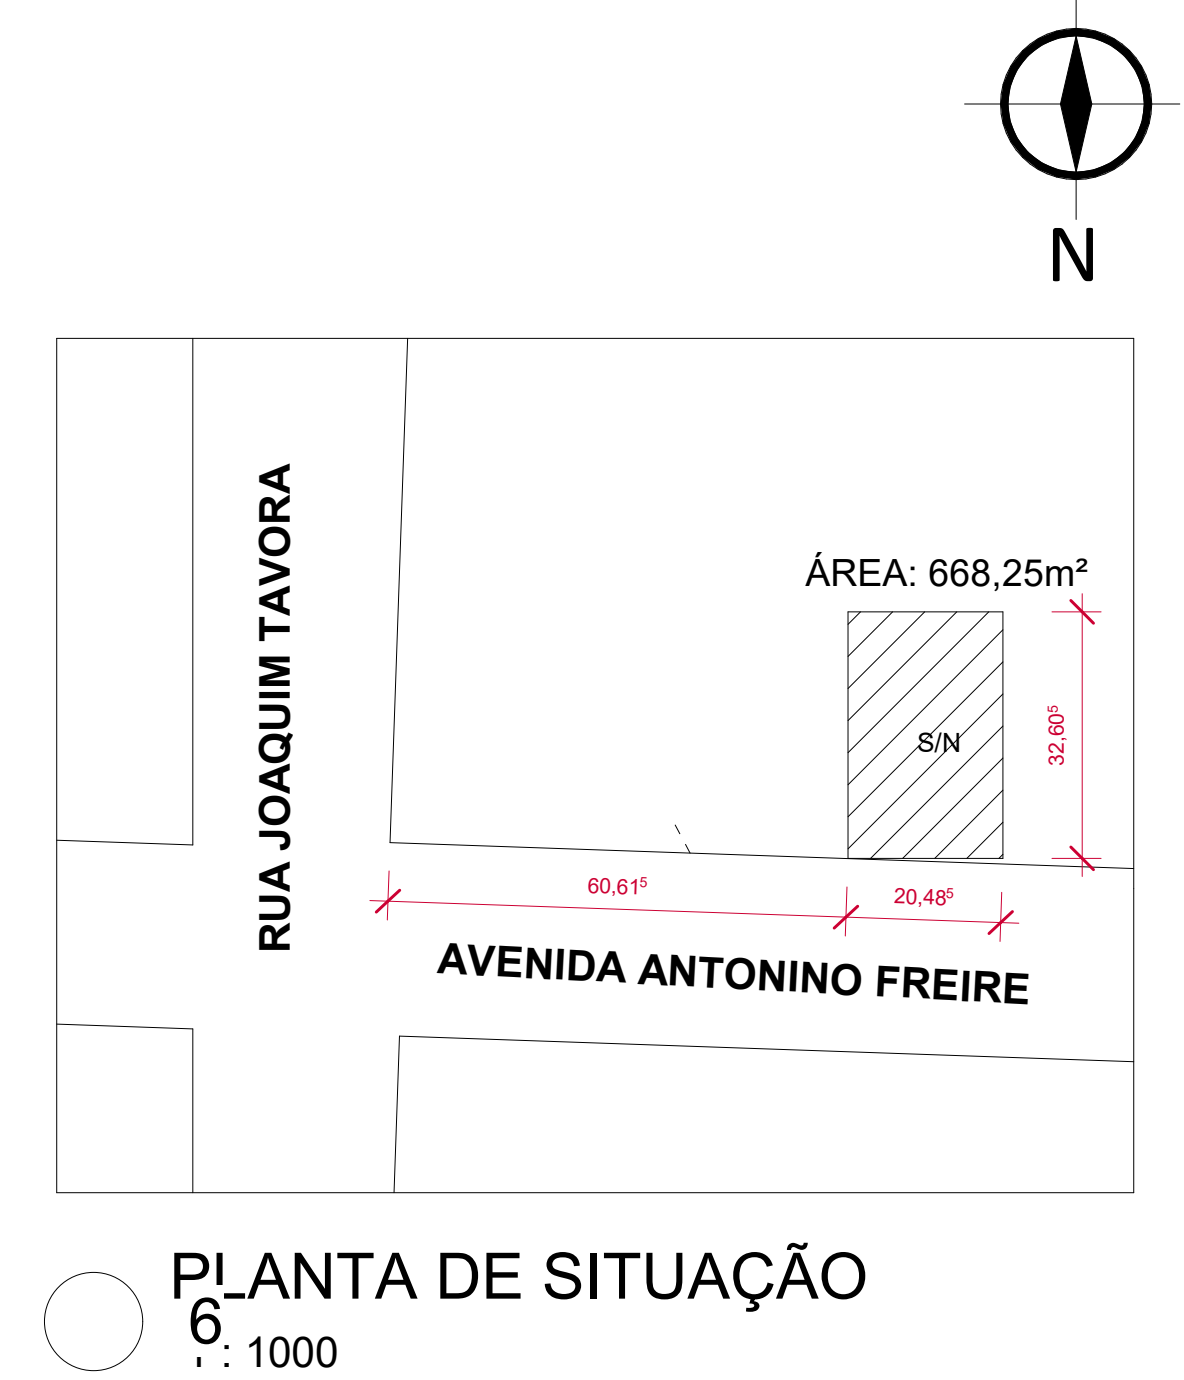 N
RUA JOAQUIM TAVORA
ÁREA: 668,25m²
S/N
32,60⁵
60,61⁵
20,48⁵
AVENIDA ANTONINO FREIRE
PLANTA DE SITUAÇÃO
6
: 1000